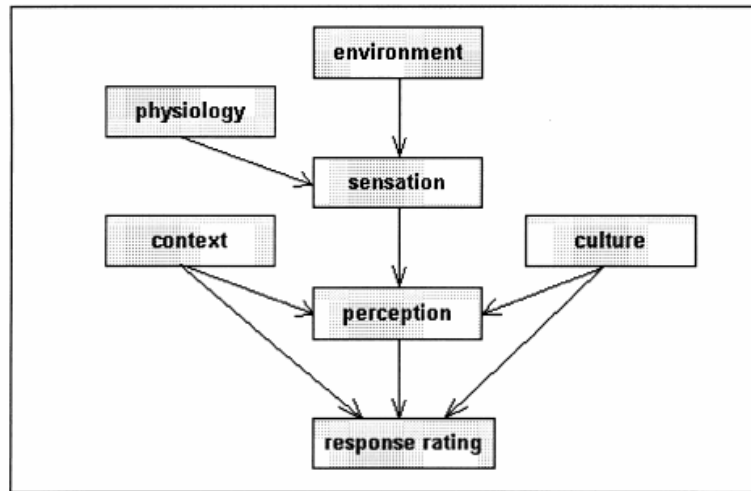 environment
physiology
sensation
context
culture
perception
response rating